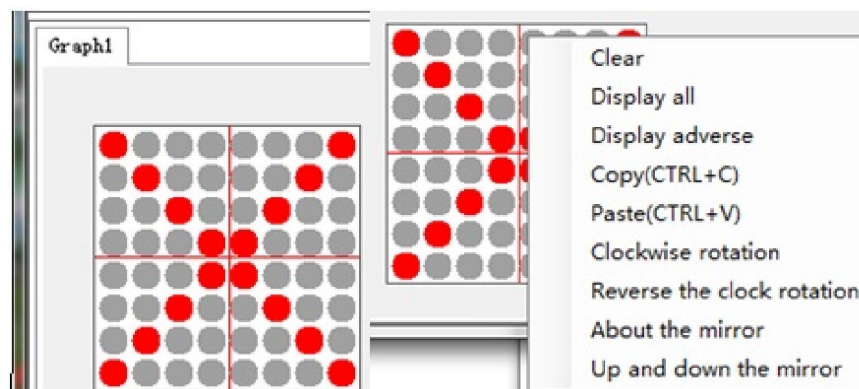 Graph1
Clear
Display all
Display adverse
Copy(CTRL+C)
Paste(CTRL+V)
Clockwise rotation
Reverse the clock rotation
About the mirror
Up and down the mirror